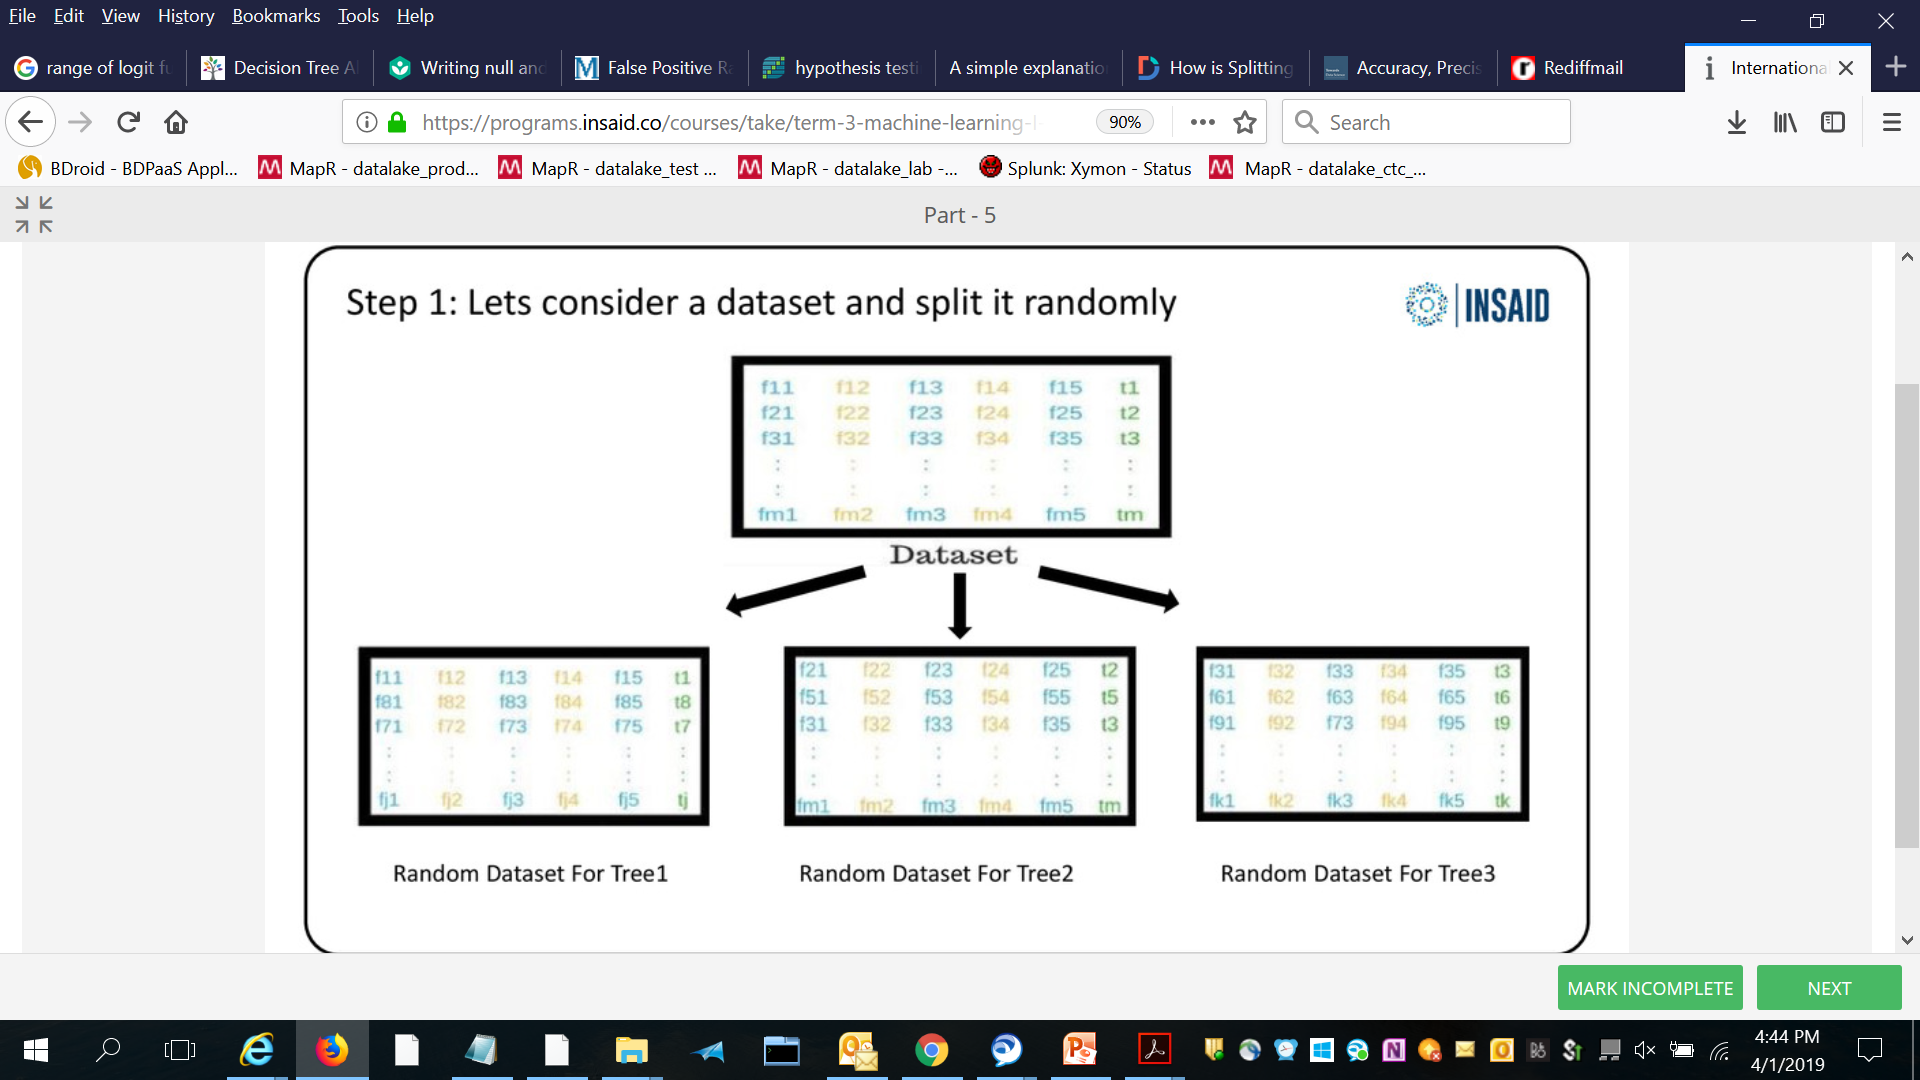 File Edit View History Bookmarks Tools Help
range of logit fu
Decision Tree Al
Writing null and
False Positive Ra
hypothesis testi
A simple explanation
How is Splitting
Accuracy, Precis
Rediffmail
Internationa
https://programs.insaid.co/courses/take/term-3-machine-learning-l
90%
Search
BDroid - BDPaaS Appl...
MapR - datalake_prod...
MapR - datalake_test ...
MapR - datalake_lab -...
Splunk: Xymon - Status
MapR - datalake_ctc_...
Part - 5
Step 1: Lets consider a dataset and split it randomly
INSAID
f11 f12 f13 f14 f15 t1
f21 f22 f23 f24 f25 t2
f31 f32 f33 f34 f35 t3
: : : : : :
: : : : : :
fm1 fm2 fm3 fm4 fm5 tm
Dataset
f11 f12 f13 f14 f15 t1
f81 f82 f83 f84 f85 t8
f71 f72 f73 f74 f75 t7
: : : : : :
: : : : : :
fj1 fj2 fj3 fj4 fj5 tj
Random Dataset For Tree1
f21 f22 f23 f24 f25 t2
f51 f52 f53 f54 f55 t5
f31 f32 f33 f34 f35 t3
: : : : : :
: : : : : :
fm1 fm2 fm3 fm4 fm5 tm
Random Dataset For Tree2
f31 f32 f33 f34 f35 t3
f61 f62 f63 f64 f65 t6
f91 f92 f73 f94 f95 t9
: : : : : :
: : : : : :
fk1 fk2 fk3 fk4 fk5 tk
Random Dataset For Tree3
MARK INCOMPLETE
NEXT
4:44 PM
4/1/2019